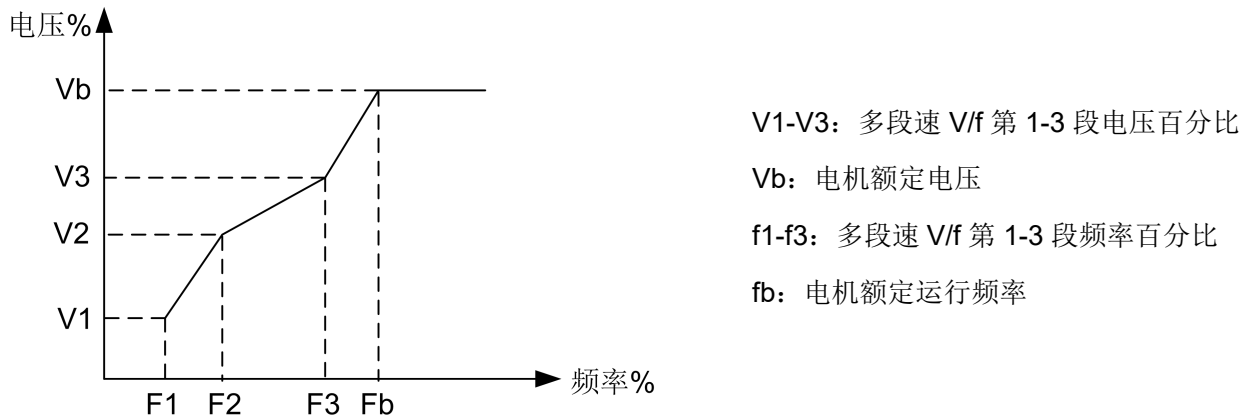 电压%
Vb
V3
V2
V1
F1 F2 F3 Fb
频率%
V1-V3：多段速 V/f 第 1-3 段电压百分比
Vb：电机额定电压
f1-f3：多段速 V/f 第 1-3 段频率百分比
fb：电机额定运行频率